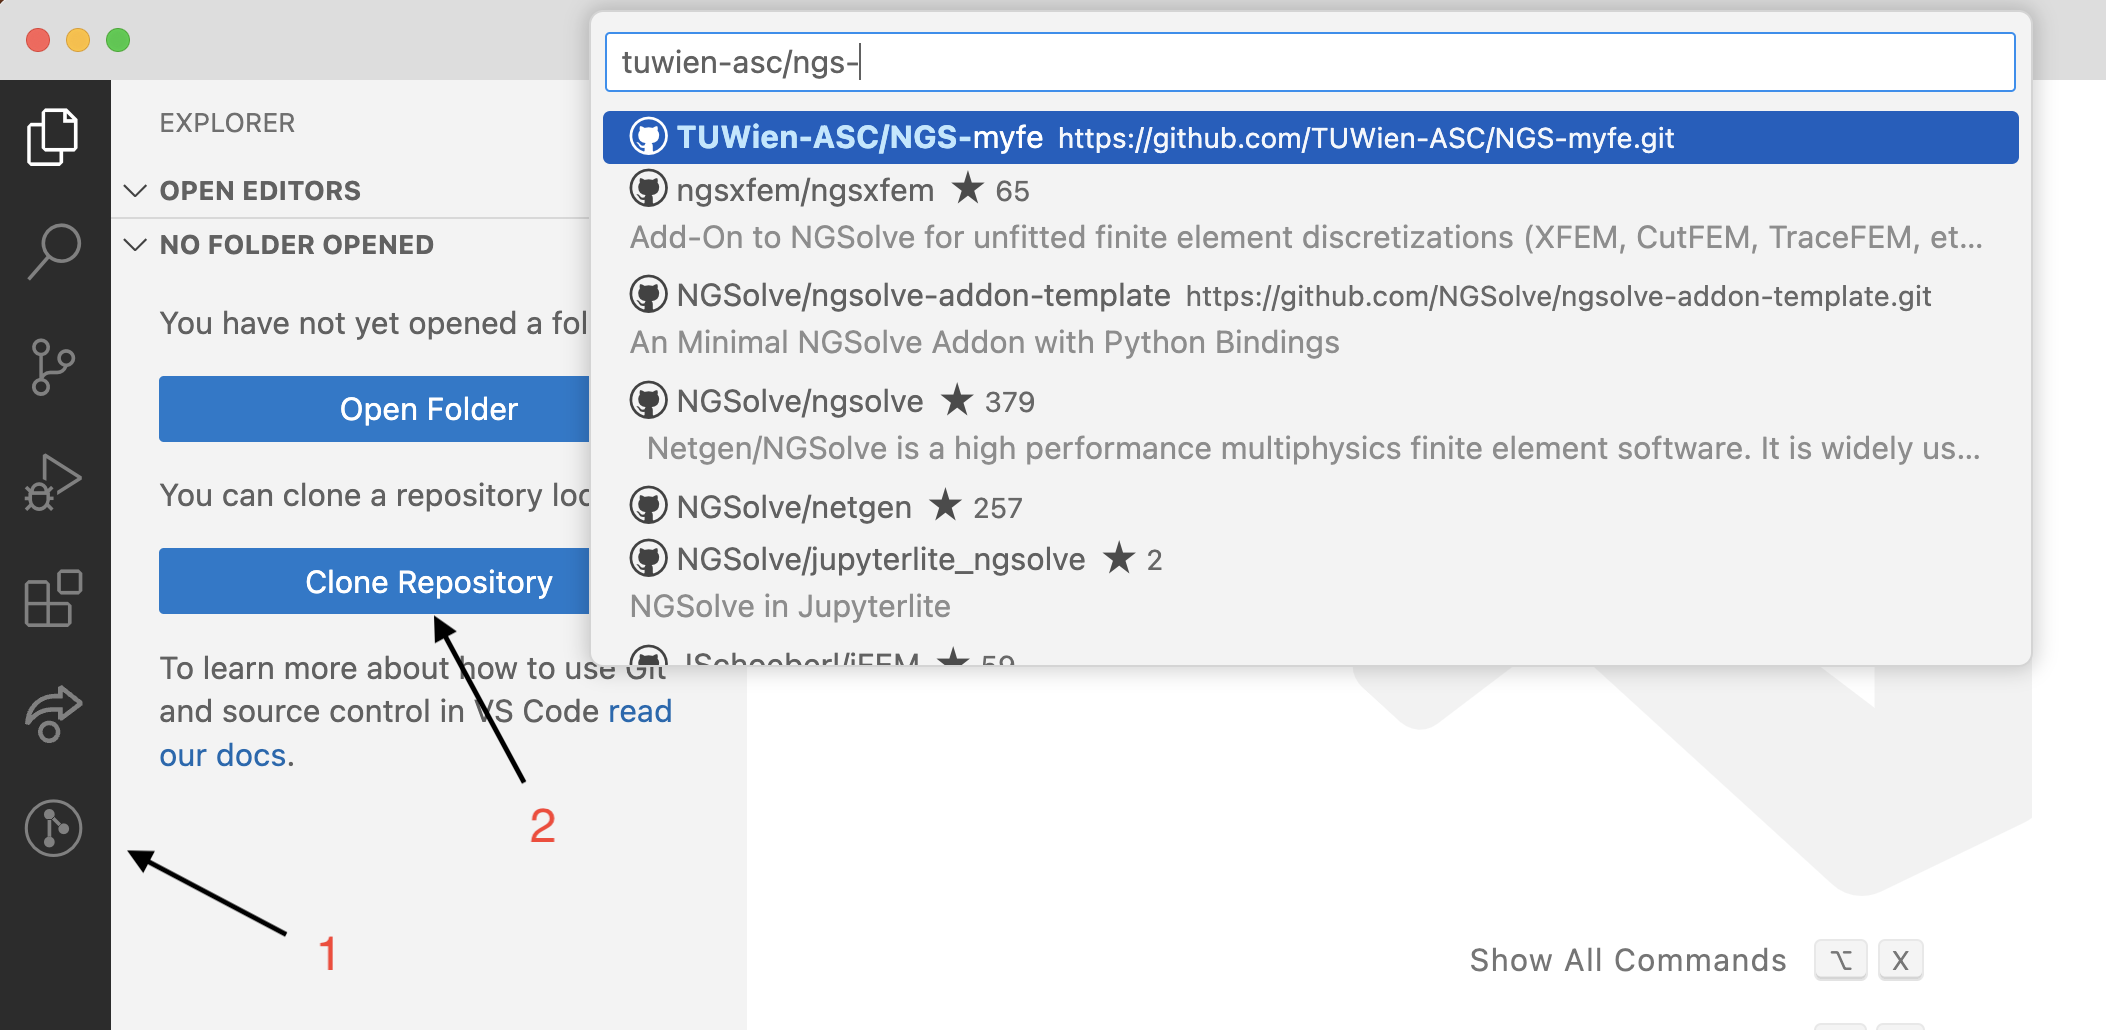 tuwien-asc/ngs-
TUWien-ASC/NGS-myfe https://github.com/TUWien-ASC/NGS-myfe.git
ngsxfem/ngsxfem ★ 65
Add-On to NGSolve for unfitted finite element discretizations (XFEM, CutFEM, TraceFEM, et...
NGSolve/ngsolve-addon-template https://github.com/NGSolve/ngsolve-addon-template.git
An Minimal NGSolve Addon with Python Bindings
NGSolve/ngsolve ★ 379
Netgen/NGSolve is a high performance multiphysics finite element software. It is widely us...
NGSolve/netgen ★ 257
NGSolve/jupyterlite_ngsolve ★ 2
NGSolve in Jupyterlite
JSchoeberl/iFEM ★ 59
EXPLORER
OPEN EDITORS
NO FOLDER OPENED
You have not yet opened a fol
Open Folder
You can clone a repository loc
Clone Repository
To learn more about how to use Git
and source control in VS Code read
our docs.
2
1
Show All Commands ⌥ X